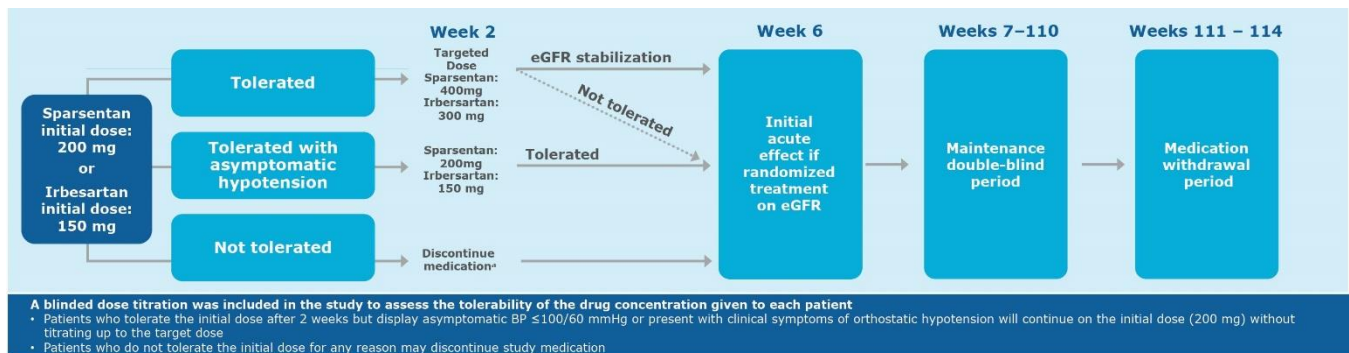 Week 2
Week 6
Weeks 7–110
Weeks 111 – 114
Sparsentan
initial dose:
200 mg
or
Irbesartan
initial dose:
150 mg
Tolerated
Targeted
Dose
Sparsentan:
400mg
Irbersartan:
300 mg
eGFR stabilization
Not tolerated
Tolerated with
asymptomatic
hypotension
Sparsentan:
200mg
Irbersartan:
150 mg
Tolerated
Not tolerated
Discontinue
medicationᵃ
Initial
acute
effect if
randomized
treatment
on eGFR
Maintenance
double-blind
period
Medication
withdrawal
period
A blinded dose titration was included in the study to assess the tolerability of the drug concentration given to each patient
• Patients who tolerate the initial dose after 2 weeks but display asymptomatic BP ≤100/60 mmHg or present with clinical symptoms of orthostatic hypotension will continue on the initial dose (200 mg) without
titrating up to the target dose
• Patients who do not tolerate the initial dose for any reason may discontinue study medication